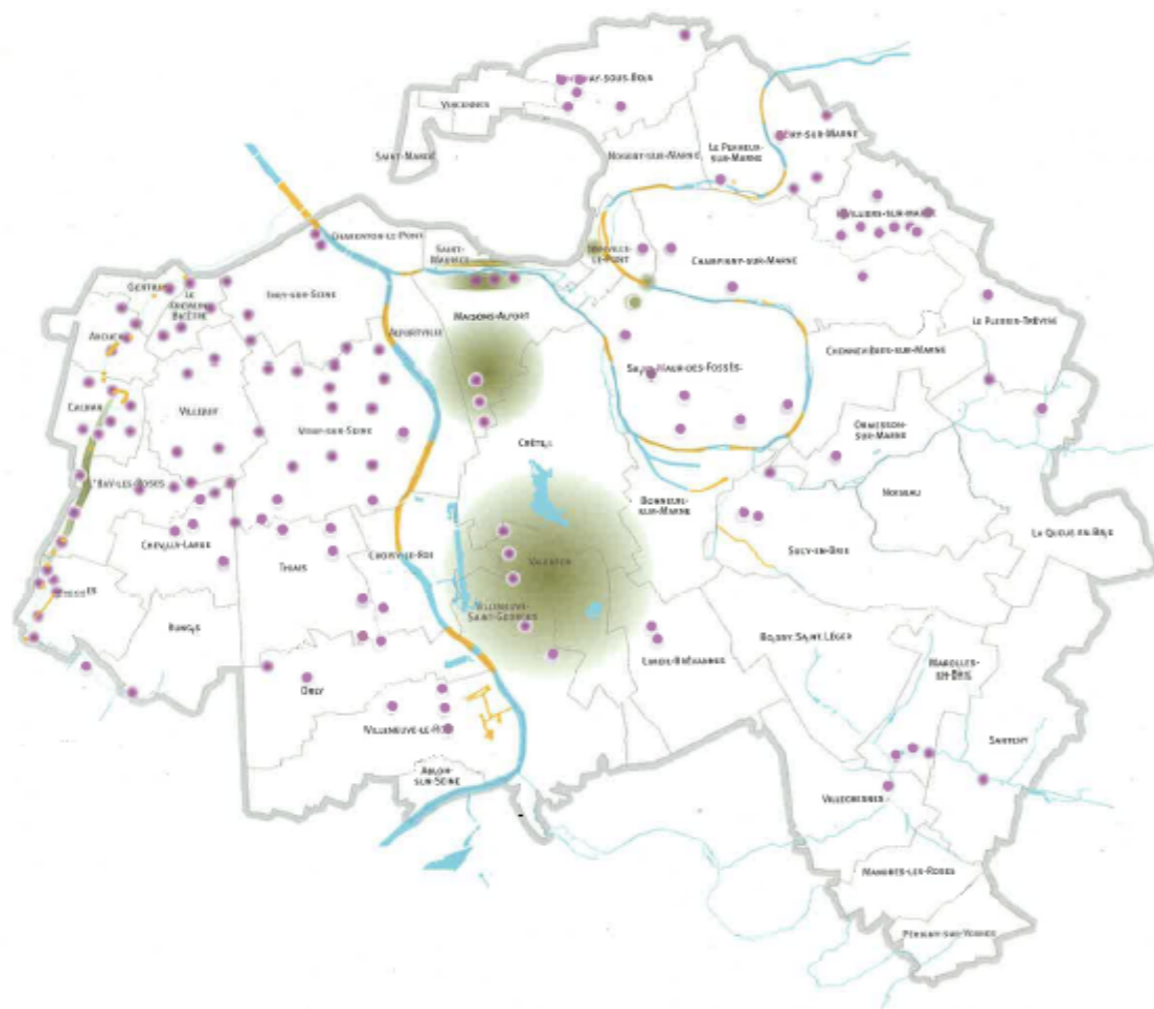 VINCENNES
SAINT-MANDÉ
NOGENT-SUR-MARNE
LE PERREUX-
SUR-MARNE
BRY-SUR-MARNE
VILLIERS-SUR-MARNE
CHARENTON-LE-PONT
SAINT-
MAURICE
JOINVILLE-
LE-PONT
CHAMPIGNY-SUR-MARNE
GENTILLY
LE
KREMLIN
BICÊTRE
IVRY-SUR-SEINE
MAISONS-ALFORT
LE PLESSIS-TRÉVISE
ARCUEIL
ALFORTVILLE
CHENNEVIÈRES-SUR-MARNE
SAINT-MAUR-DES-FOSSÉS
CACHAN
VILLEJUIF
VITRY-SUR-SEINE
ORMESSON-
SUR-MARNE
CRÉTEIL
L'HAY-LES-ROSES
NOISEAU
BONNEUIL-
SUR-MARNE
LA QUEUE-EN-BRIE
CHEVILLY-LARUE
CHOISY-LE-ROI
SUCY-EN-BRIE
THIAIS
VALENTON
VILLENEUVE-
SAINT-GEORGES
RUNGIS
BOISSY-SAINT-LÉGER
LIMEIL-BRÉVANNES
MAROLLES-
EN-BRIE
ORLY
VILLENEUVE-LE-ROI
SANTENY
ABLON-
SUR-SEINE
VILLECRESNES
MANDRES-LES-ROSES
PÉRIGNY-SUR-YERRES